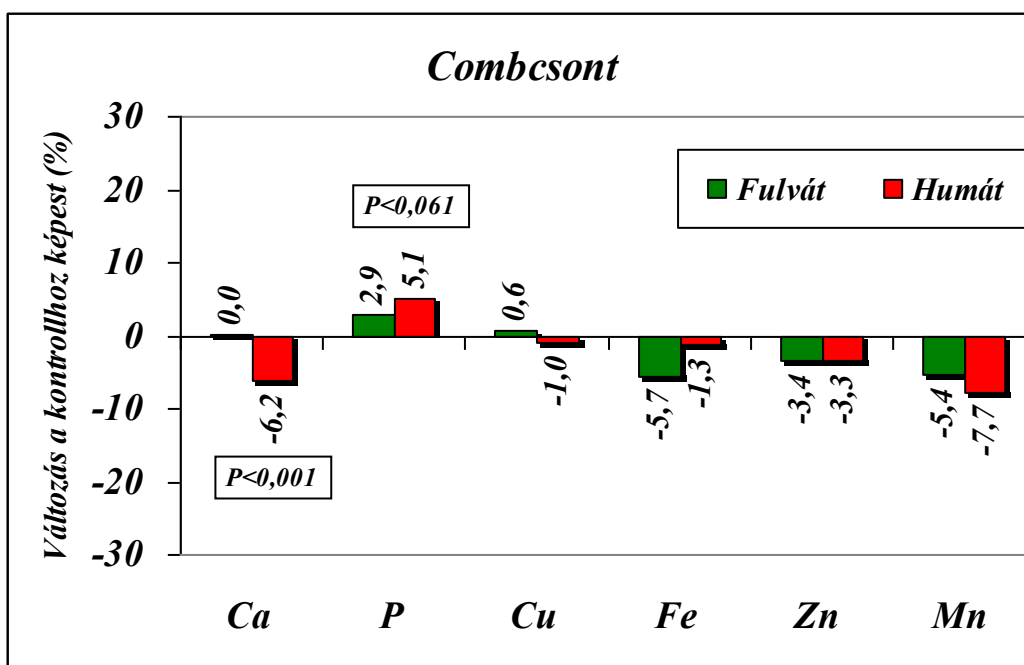 Combcsont
Változás a kontrollhoz képest (%)
30
20
10
0
-10
-20
-30
Fulvát
Humát
P<0,061
P<0,001
0,0
-6,2
2,9
5,1
0,6
-1,0
-5,7
-1,3
-3,4
-3,3
-5,4
-7,7
Ca P Cu Fe Zn Mn